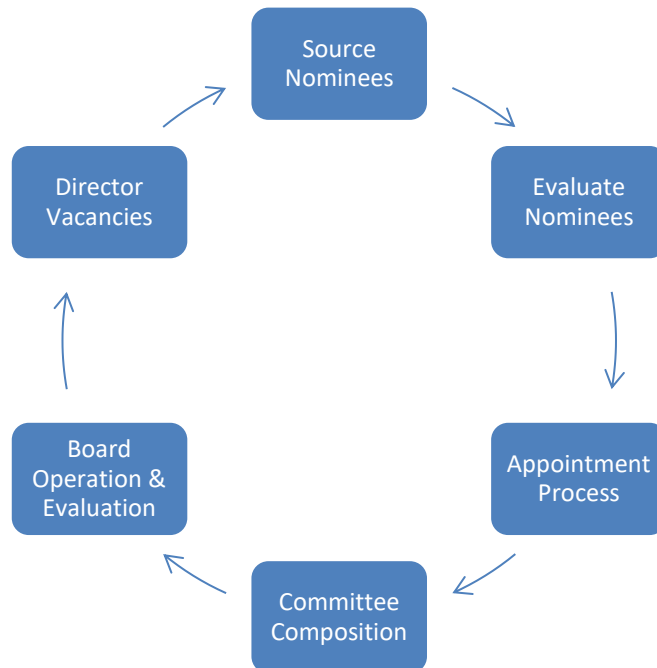 Source
Nominees
Evaluate
Nominees
Appointment
Process
Committee
Composition
Board
Operation &
Evaluation
Director
Vacancies